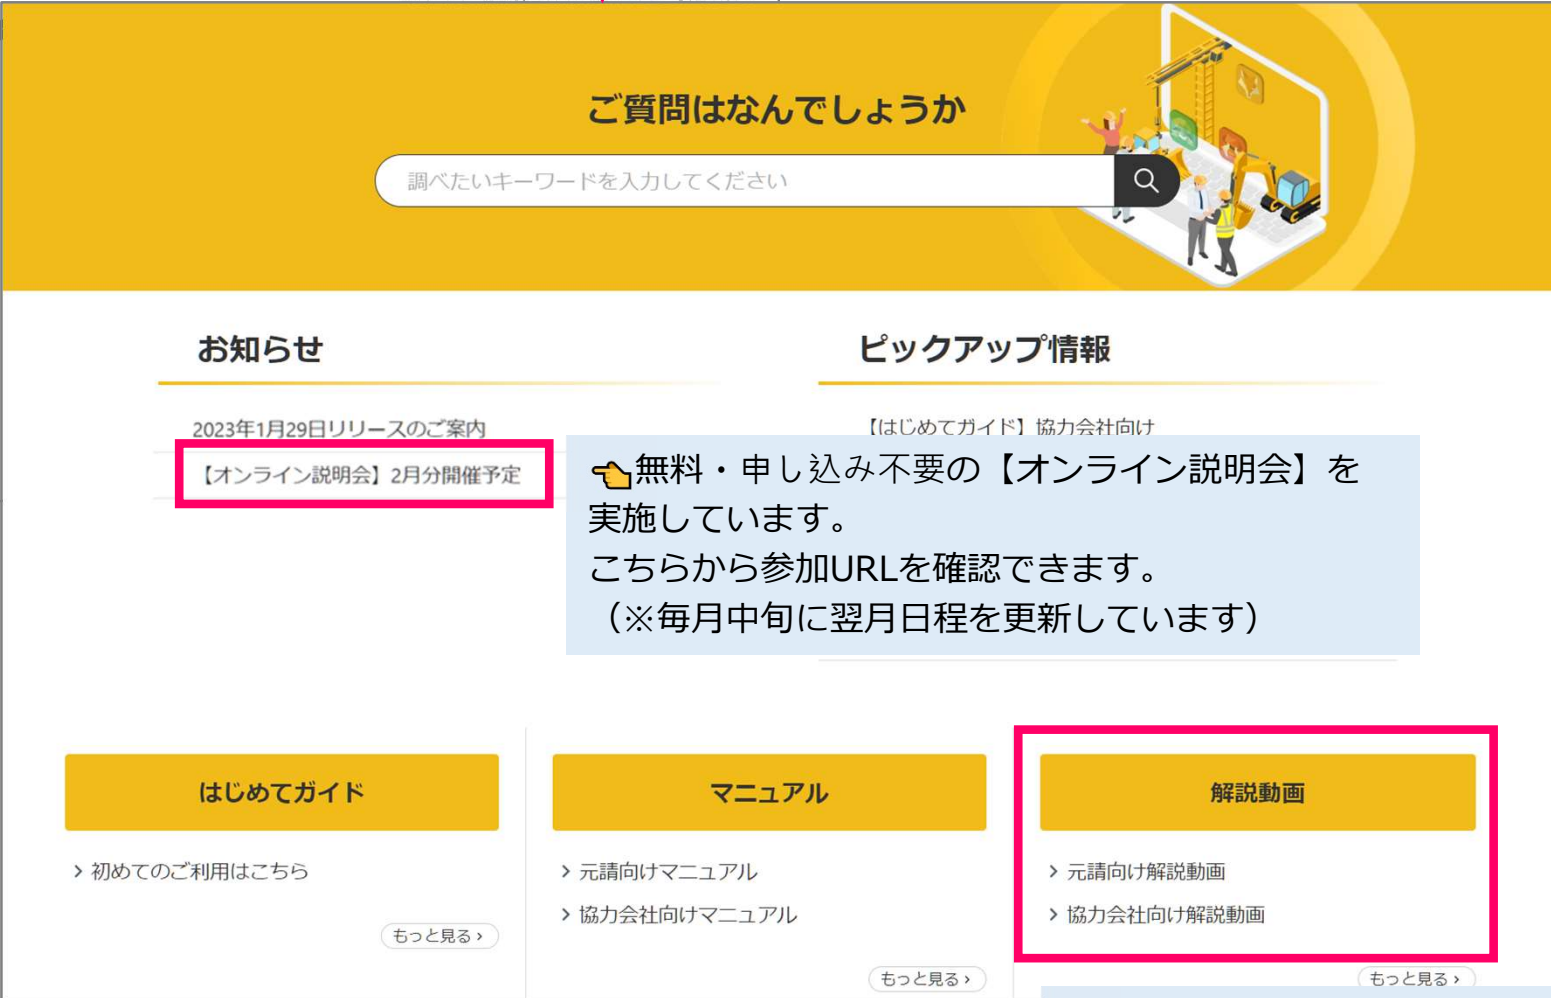 ご質問はなんでしょうか
調べたいキーワードを入力してください
お知らせ
2023年1月29日リリースのご案内
【オンライン説明会】2月分開催予定
ピックアップ情報
【はじめてガイド】協力会社向け
無料・申し込み不要の【オンライン説明会】を
実施しています。
こちらから参加URLを確認できます。
（※毎月中旬に翌月日程を更新しています）
はじめてガイド
初めてのご利用はこちら
もっと見る
マニュアル
元請向けマニュアル
協力会社向けマニュアル
もっと見る
解説動画
元請向け解説動画
協力会社向け解説動画
もっと見る